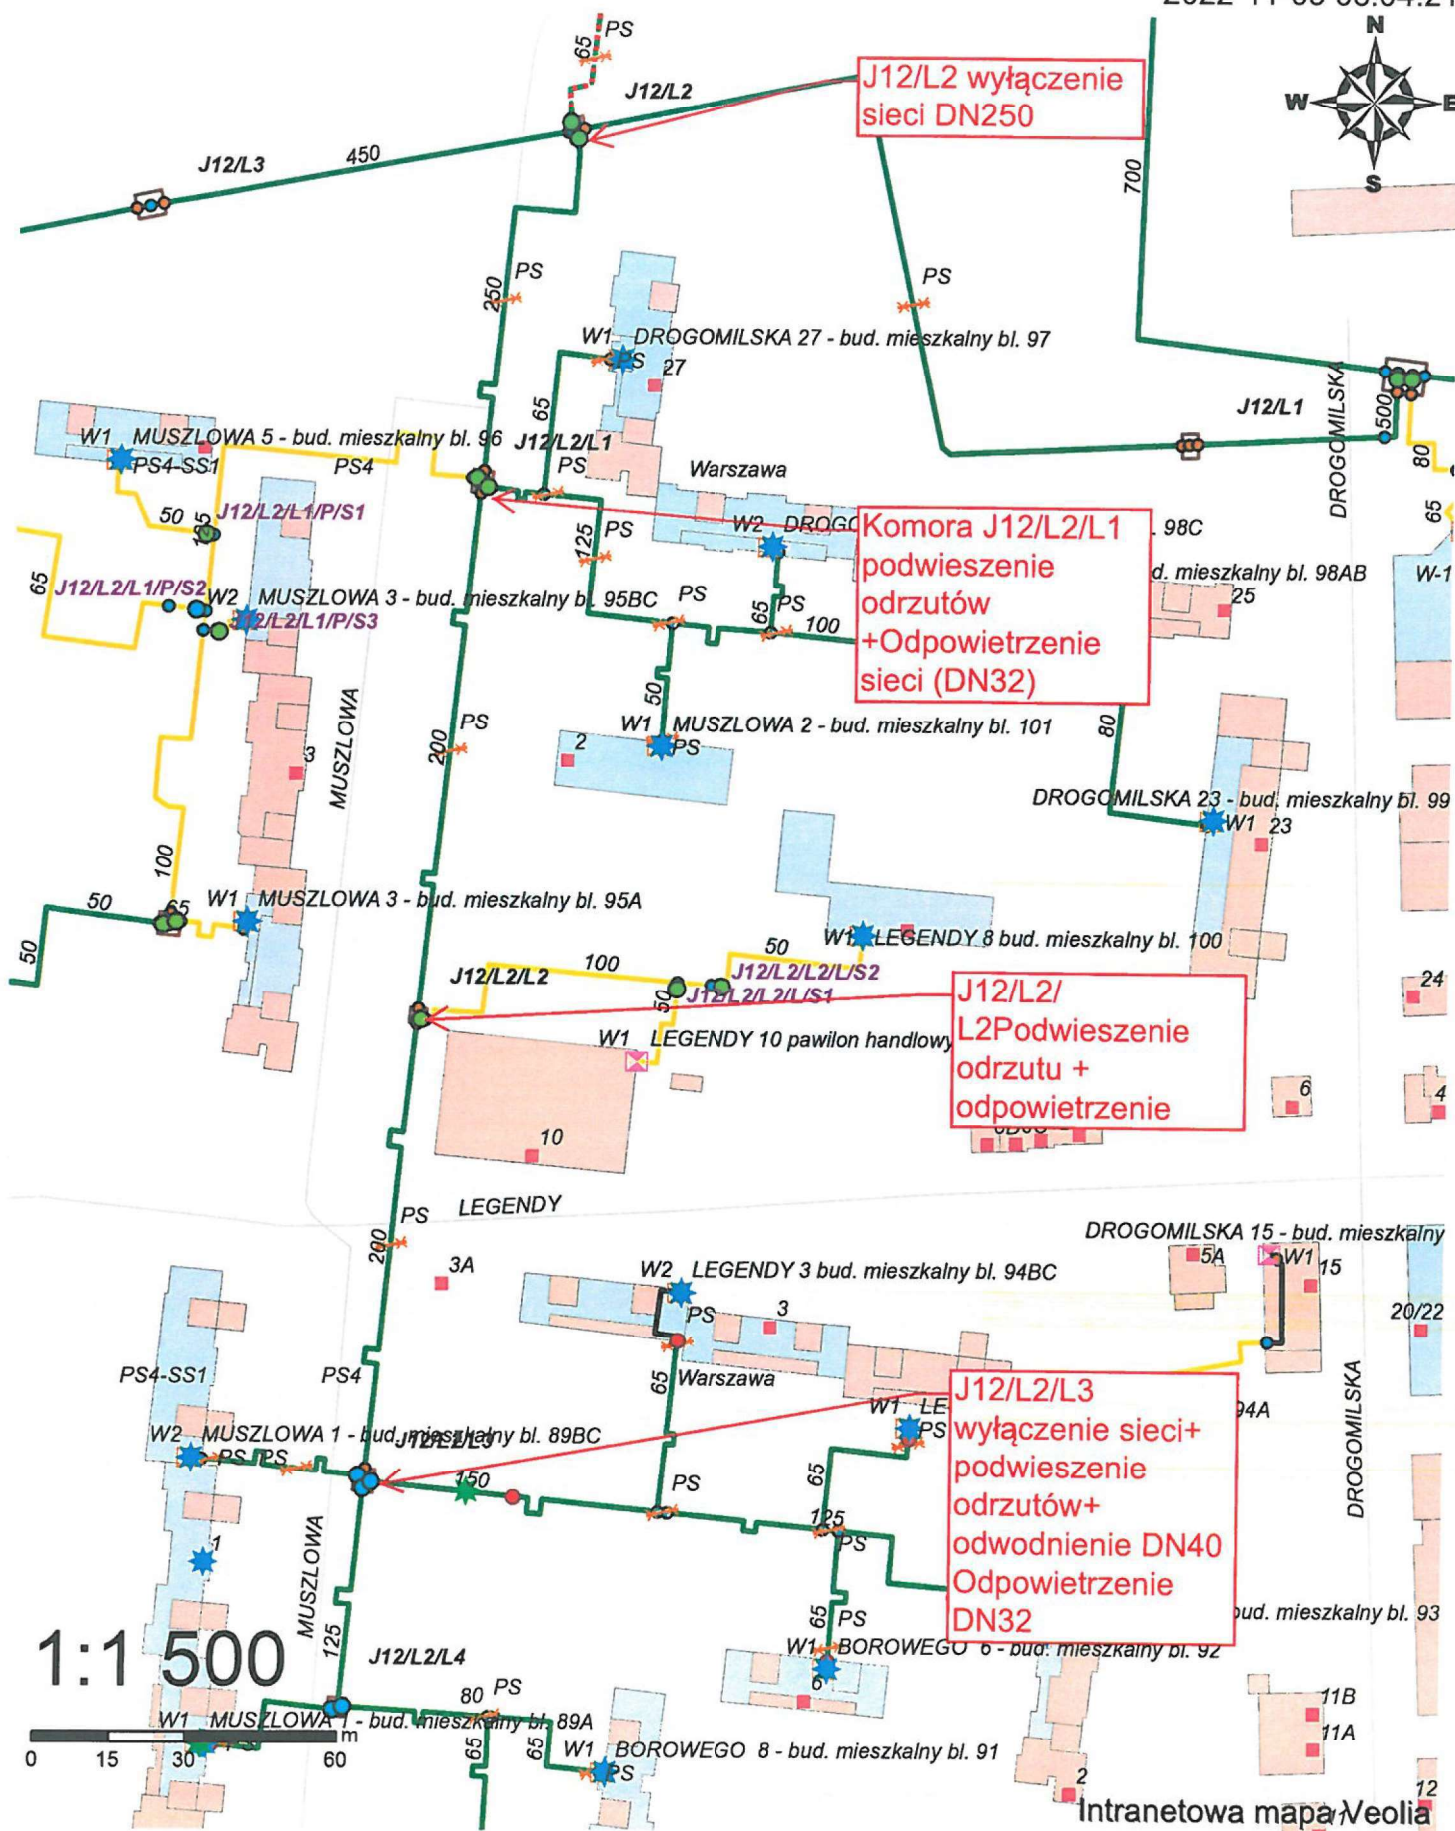 PS
65
N
W
S
J12/L2
J12/L2 wyłączenie
sieci DN250
450
J12/L3
700
PS
250
PS
W1 DROGOMILSKA 27 - bud. mieszkalny bl. 97
PS
27
65
J12/L1
500
DROGOMILSKA
80
65
W1 MUSZLOWA 5 - bud. mieszkalny bl. 96
PS4-SS1
PS4
J12/L2/L1
PS
Warszawa
50
J12/L2/L1/P/S1
PS
125
W2
Komora J12/L2/L1
podwieszenie
odrzutów
+Odpowietrzenie
sieci (DN32)
98C
d. mieszkalny bl. 98AB
25
W-1
65
J12/L2/L1/P/S2
W2 MUSZLOWA 3 - bud. mieszkalny bl. 95BC
J12/L2/L1/P/S3
PS
65
PS
100
50
MUSZLOWA
3
PS
200
W1 MUSZLOWA 2 - bud. mieszkalny bl. 101
PS
2
80
DROGOMILSKA 23 - bud. mieszkalny bl. 99
W1 23
100
50
65
W1 MUSZLOWA 3 - bud. mieszkalny bl. 95A
50
W1 LEGENDY 8 bud. mieszkalny bl. 100
50
100
J12/L2/L2
J12/L2/L2/L/S2
J12/L2/L2/L/S1
50
J12/L2/
L2Podwieszenie
odrzutu +
odpowietrzenie
24
W1 LEGENDY 10 pawilon handlowy
6
4
10
LEGENDY
PS
200
3A
DROGOMILSKA 15 - bud. mieszkalny
5A
W1
15
W2 LEGENDY 3 bud. mieszkalny bl. 94BC
PS
3
20/22
PS4-SS1
PS4
65
Warszawa
DROGOMILSKA
J12/L2/L3
wyłączenie sieci+
podwieszenie
odrzutów+
odwodnienie DN40
Odpowietrzenie
DN32
W1 LE
94A
PS
W2 MUSZLOWA 1 - bud. mieszkalny bl. 89BC
PS PS
J12/L2/L3
150
PS
65
125
PS
1
MUSZLOWA
65
PS
bud. mieszkalny bl. 93
W1 BOROWEGO 6 - bud. mieszkalny bl. 92
6
1:1 500
125
J12/L2/L4
80
PS
W1 MUSZLOWA 1 - bud. mieszkalny bl. 89A
m
0 15 30 60
65
65
W1 BOROWEGO 8 - bud. mieszkalny bl. 91
PS
11B
11A
2
12
Intranetowa mapa Veolia